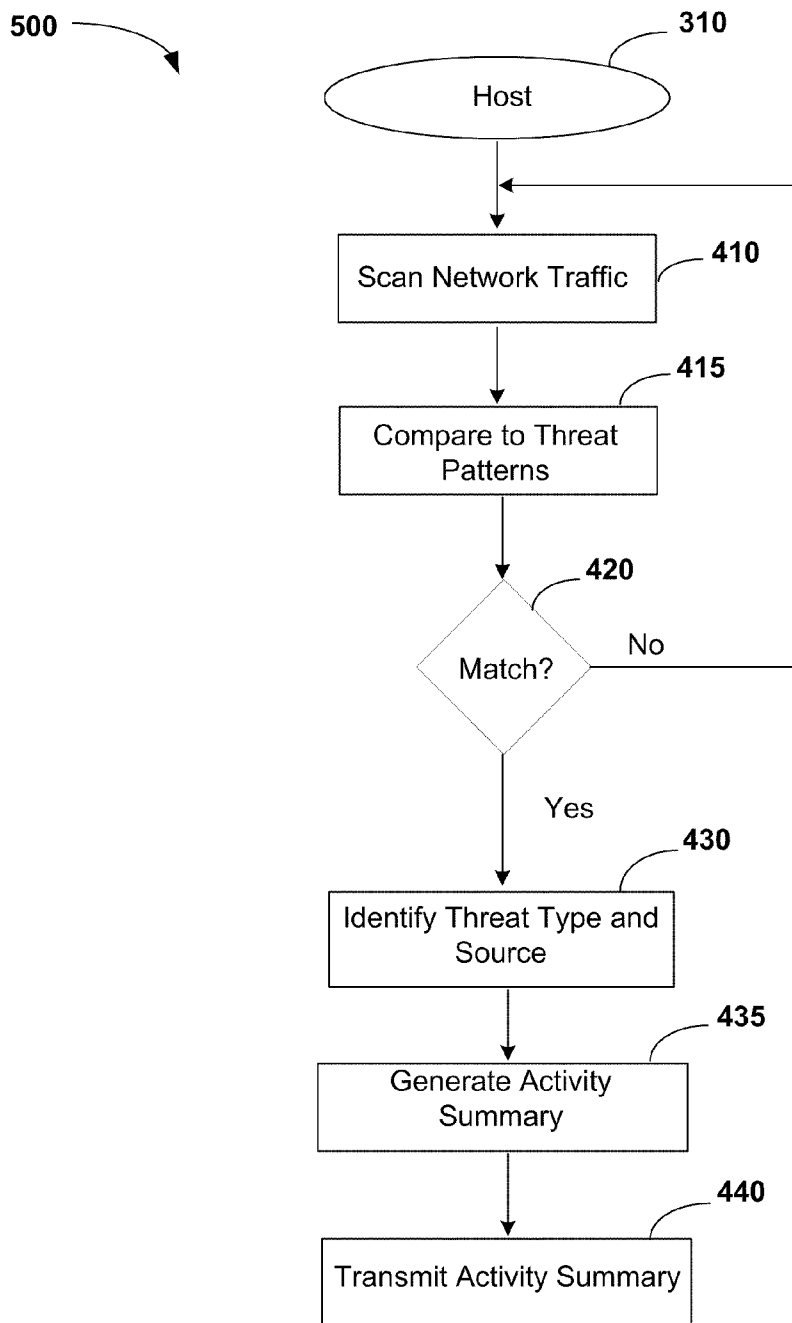 500
310
Host
410
Scan Network Traffic
415
Compare to Threat
Patterns
420
Match?
No
Yes
430
Identify Threat Type and
Source
435
Generate Activity
Summary
440
Transmit Activity Summary